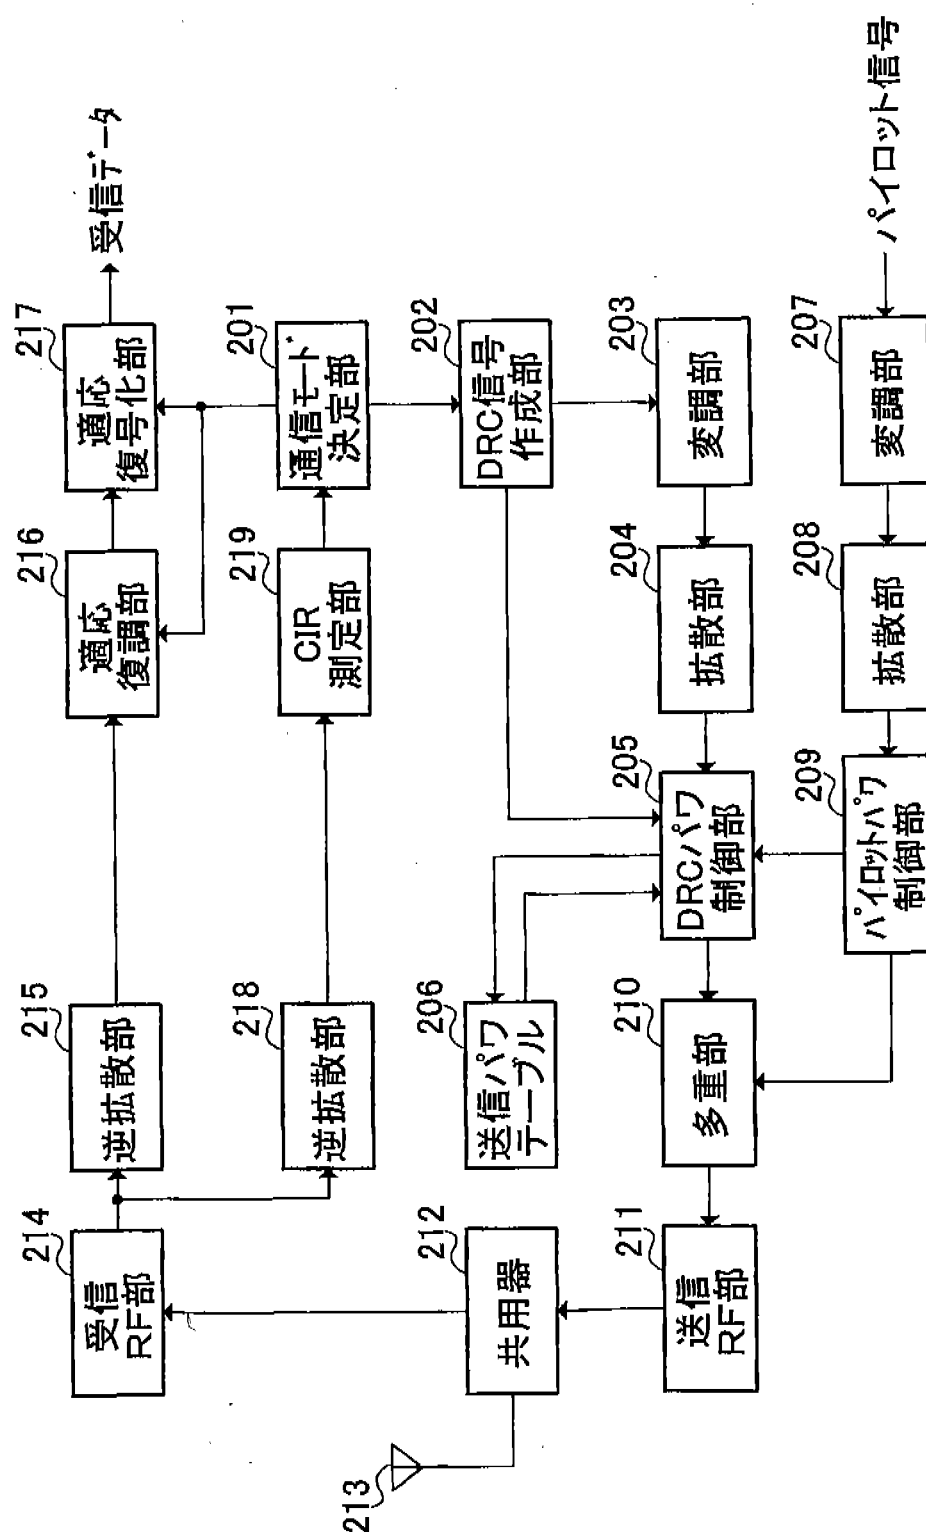 213
214
受信
RF部
215
逆拡散部
216
適応
復調部
217
適応
復号化部
受信データ
218
逆拡散部
219
CIR
測定部
201
通信モード
決定部
212
共用器
206
送信パワ
テーブル
202
DRC信号
作成部
211
送信
RF部
210
多重部
205
DRCパワ
制御部
204
拡散部
203
変調部
209
パイロットパワ
制御部
208
拡散部
207
変調部
パイロット信号